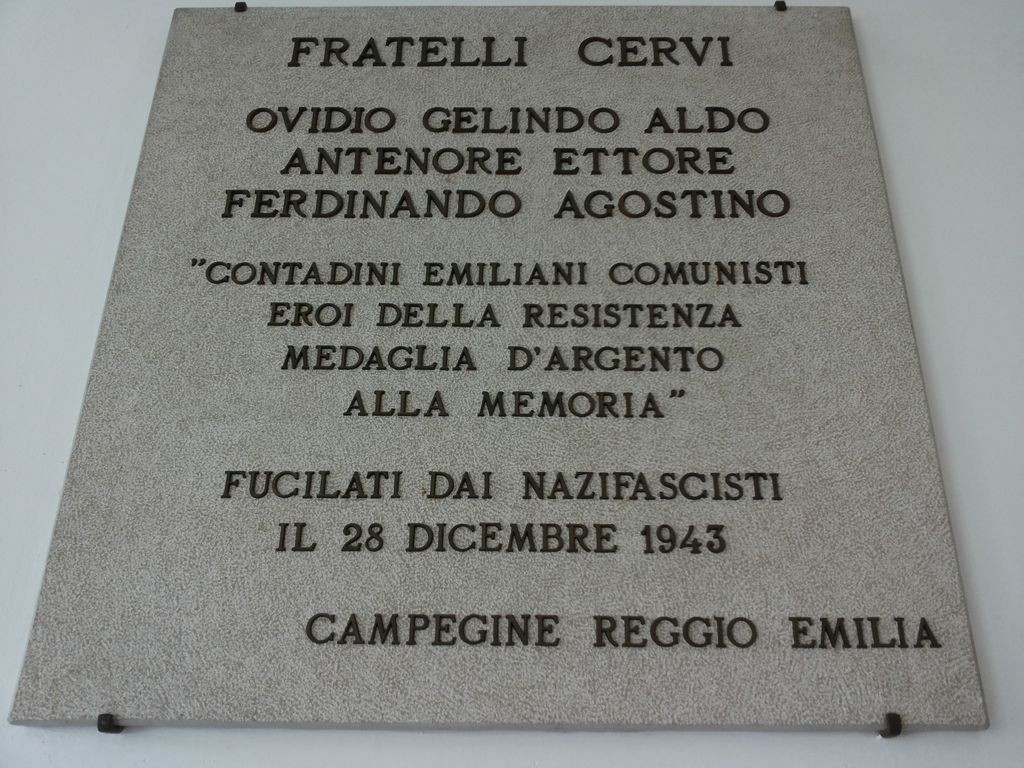 FRATELLI CERVI
OVIDIO GELINDO ALDO
ANTENORE ETTORE
FERDINANDO AGOSTINO
"CONTADINI EMILIANI COMUNISTI
EROI DELLA RESISTENZA
MEDAGLIA D'ARGENTO
ALLA MEMORIA"
FUCILATI DAI NAZIFASCISTI
IL 28 DICEMBRE 1943
CAMPEGINE REGGIO EMILIA